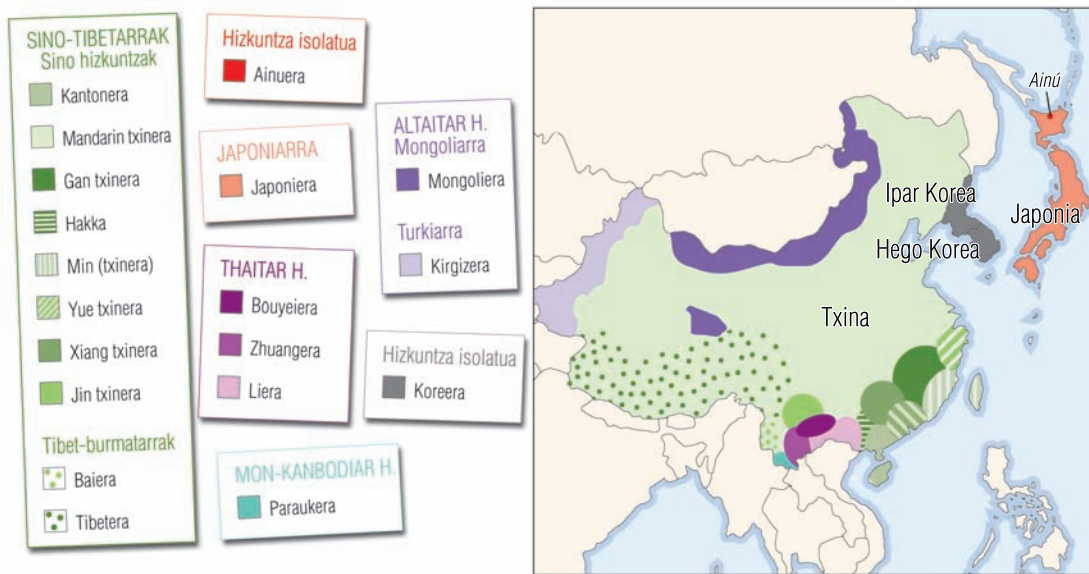 SINO-TIBETARRAK
Sino hizkuntzak
Kantonera
Mandarin txinera
Gan txinera
Hakka
Min (txinera)
Yue txinera
Xiang txinera
Jin txinera
Tibet-burmatarrak
Baiera
Tibetera
Hizkuntza isolatua
Ainuera
JAPONIARRA
Japoniera
THAITAR H.
Bouyeiera
Zhuangera
Liera
MON-KANBODIAR H.
Paraukera
ALTAITAR H.
Mongoliarra
Mongoliera
Turkiarra
Kirgizera
Hizkuntza isolatua
Koreera
Ainú
Ipar Korea
Japonia
Hego Korea
Txina